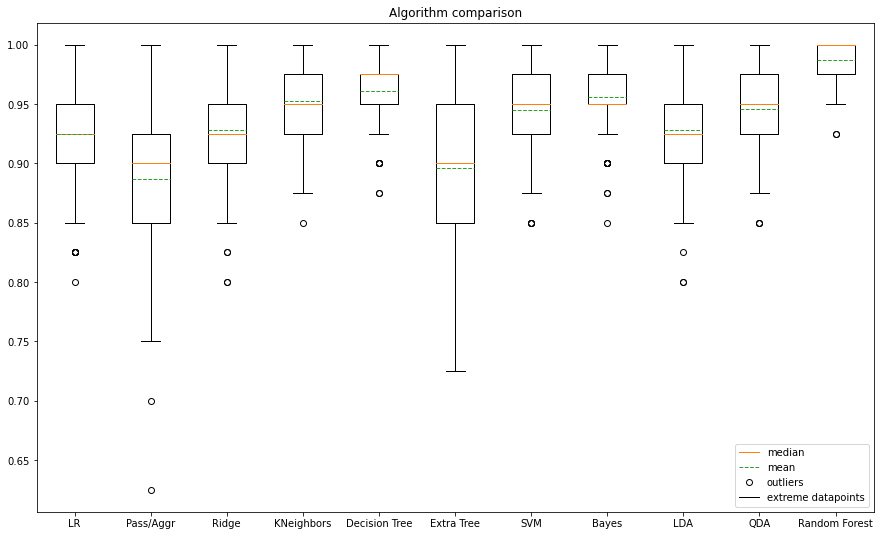 Algorithm comparison
1.00
0.95
0.90
0.85
0.80
0.75
0.70
0.65
median
mean
outliers
extreme datapoints
LR Pass/Aggr Ridge KNeighbors Decision Tree Extra Tree SVM Bayes LDA QDA Random Forest